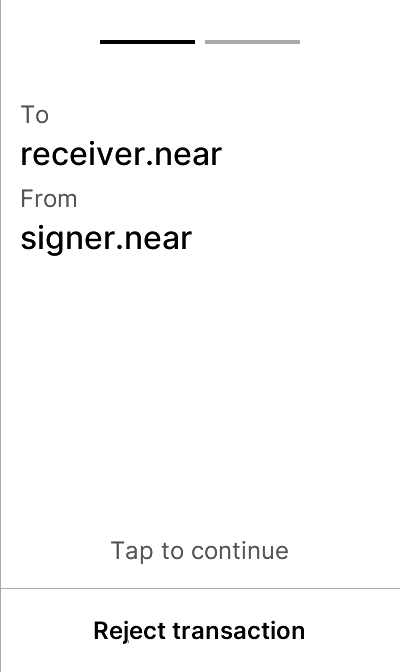 To
receiver.near
From
signer.near
Tap to continue
Reject transaction